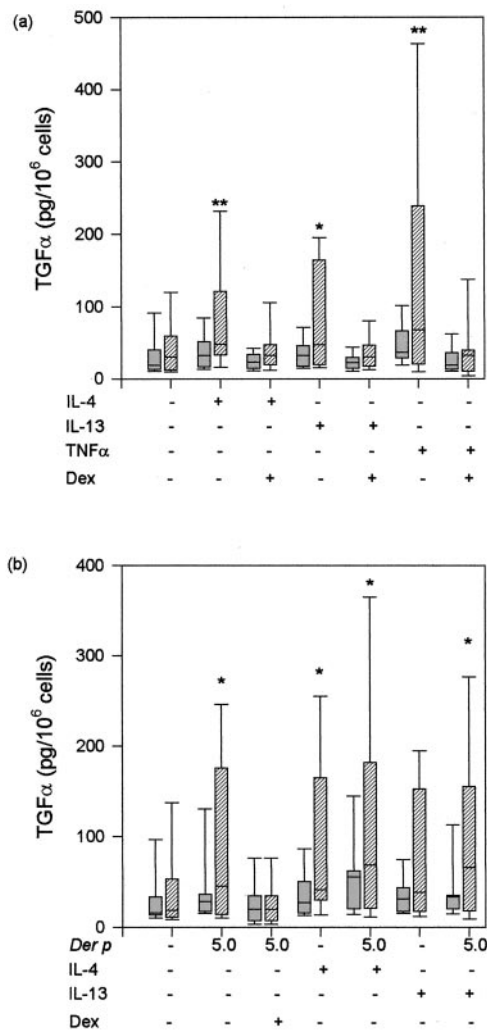 (a)
500
400
300
200
100
0
TGFα (pg/10⁶ cells)
** * **
IL-4 - + + - - - -
IL-13 - - - + + - -
TNFα - - - - - + +
Dex - - + - + - +
(b)
400
300
200
100
0
TGFα (pg/10⁶ cells)
* * * *
Der p - 5.0 5.0 - 5.0 - 5.0
IL-4 - - - + + - -
IL-13 - - - - - + +
Dex - - + - - - -